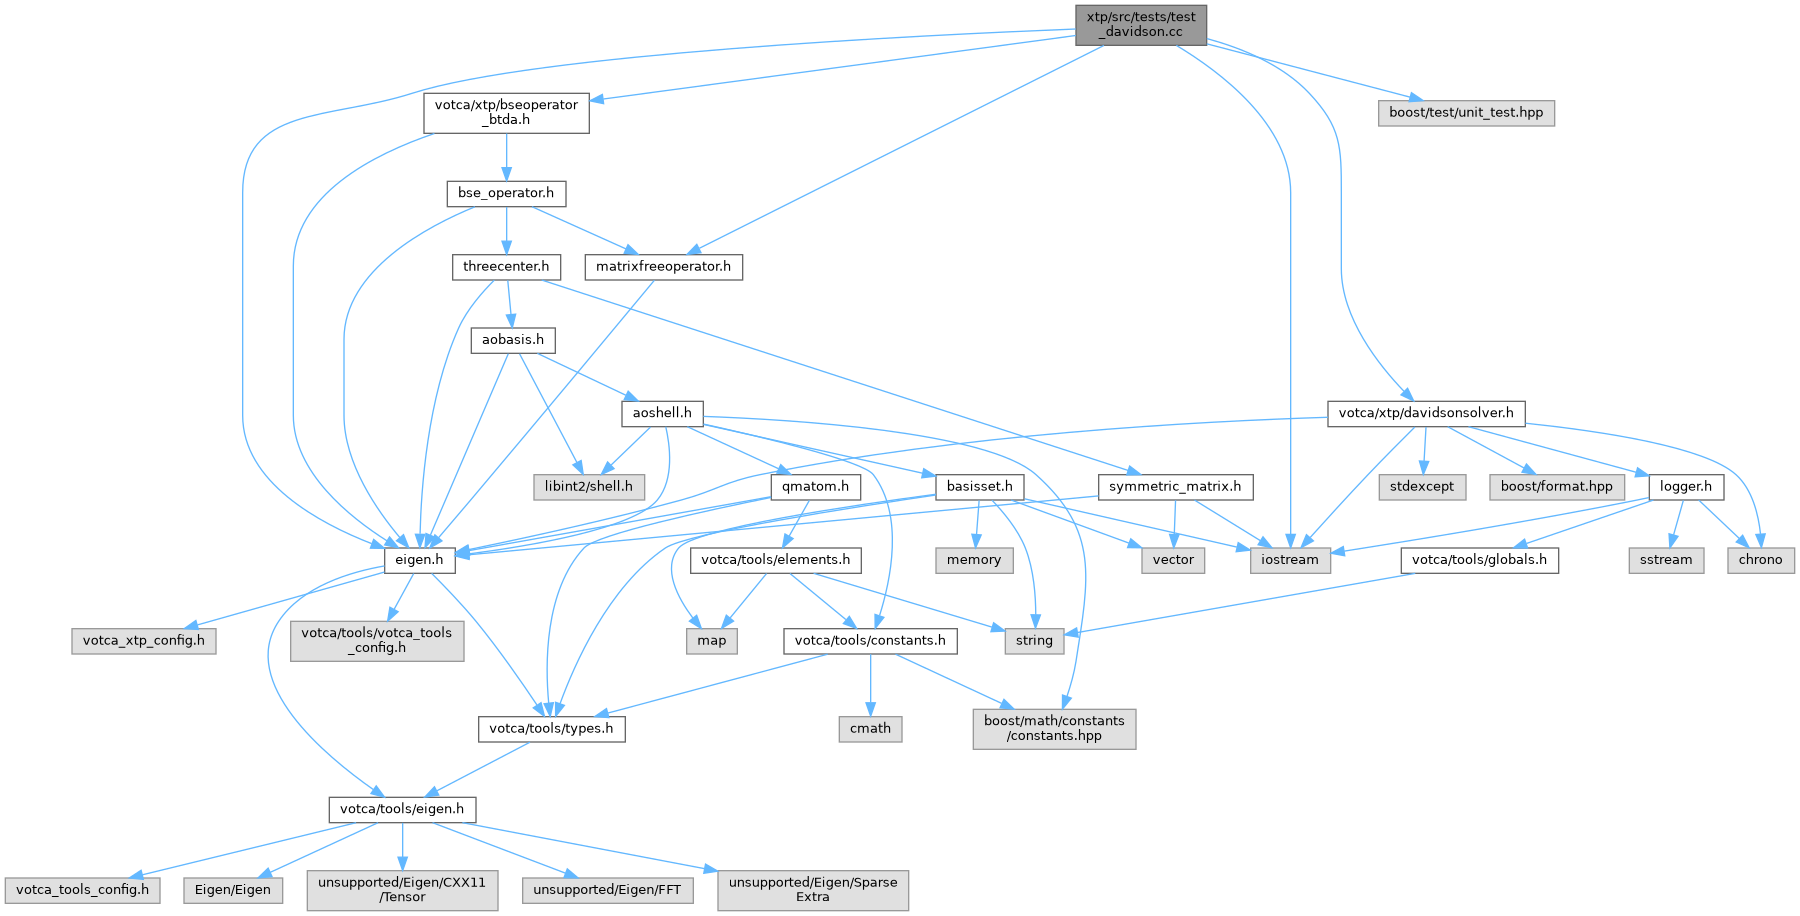 xtp/src/tests/test
_davidson.cc
votca/xtp/bseoperator
_btda.h
boost/test/unit_test.hpp
bse_operator.h
threecenter.h
matrixfreeoperator.h
aobasis.h
aoshell.h
votca/xtp/davidsonsolver.h
libint2/shell.h
qmatom.h
basisset.h
symmetric_matrix.h
stdexcept
boost/format.hpp
logger.h
eigen.h
votca/tools/elements.h
memory
vector
iostream
votca/tools/globals.h
sstream
chrono
votca_xtp_config.h
votca/tools/votca_tools
_config.h
map
votca/tools/constants.h
string
votca/tools/types.h
cmath
boost/math/constants
/constants.hpp
votca/tools/eigen.h
votca_tools_config.h
Eigen/Eigen
unsupported/Eigen/CXX11
/Tensor
unsupported/Eigen/FFT
unsupported/Eigen/Sparse
Extra